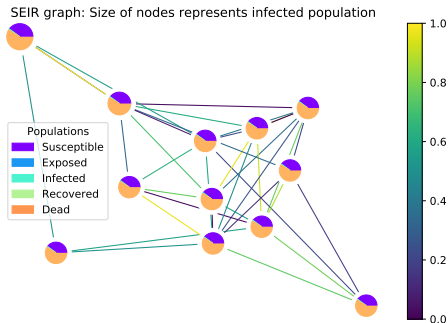 SEIR graph: Size of nodes represents infected population
Populations
Susceptible
Exposed
Infected
Recovered
Dead
1.0
0.8
0.6
0.4
0.2
0.0